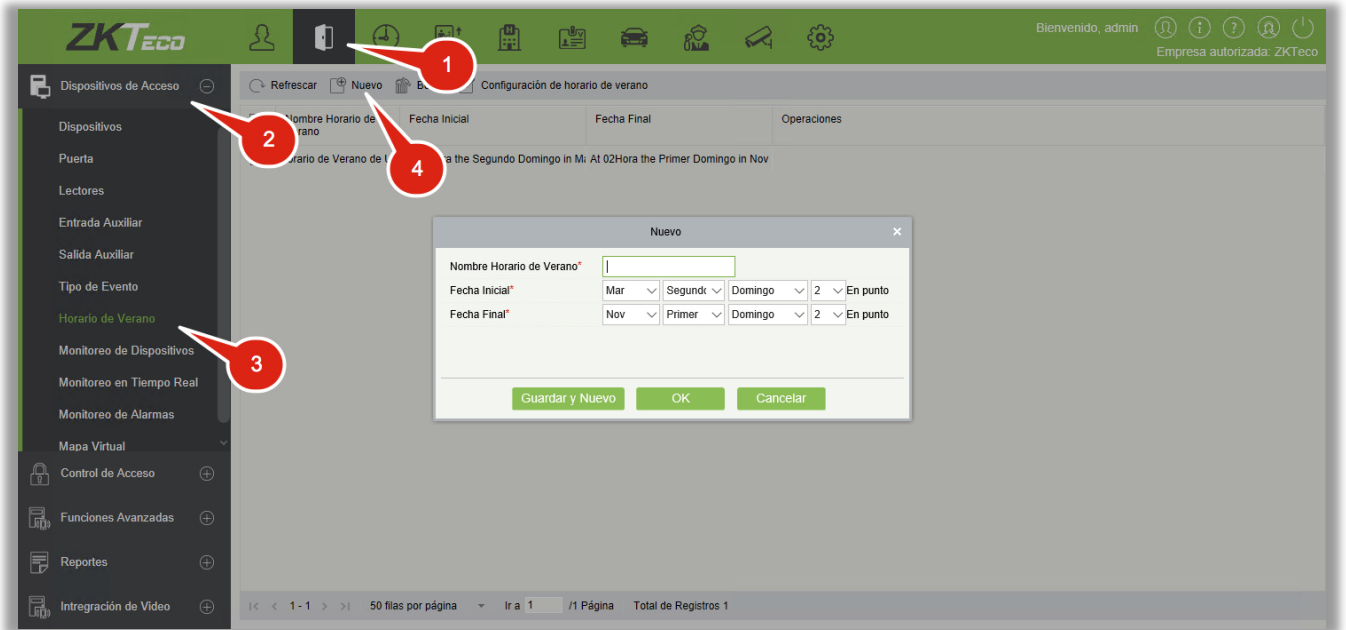 ZKTECO
Bienvenido, admin
Empresa autorizada: ZKTeco
1
Dispositivos de Acceso
2
Dispositivos
Puerta
Lectores
Entrada Auxiliar
Salida Auxiliar
Tipo de Evento
Horario de Verano
3
Monitoreo de Dispositivos
Monitoreo en Tiempo Real
Monitoreo de Alarmas
Mapa Virtual
Control de Acceso
Funciones Avanzadas
Reportes
Intregración de Video
Refrescar Nuevo Configuración de horario de verano
4
Nombre Horario de Fecha Inicial Fecha Final Operaciones
Verano de the Segundo Domingo in At 02Hora the Primer Domingo in Nov
Nuevo
Nombre Horario de Verano*
Fecha Inicial* Mar Segundo Domingo 2 En punto
Fecha Final* Nov Primer Domingo 2 En punto
Guardar y Nuevo OK Cancelar
1 - 1 50 filas por página Ir a 1 /1 Página Total de Registros 1